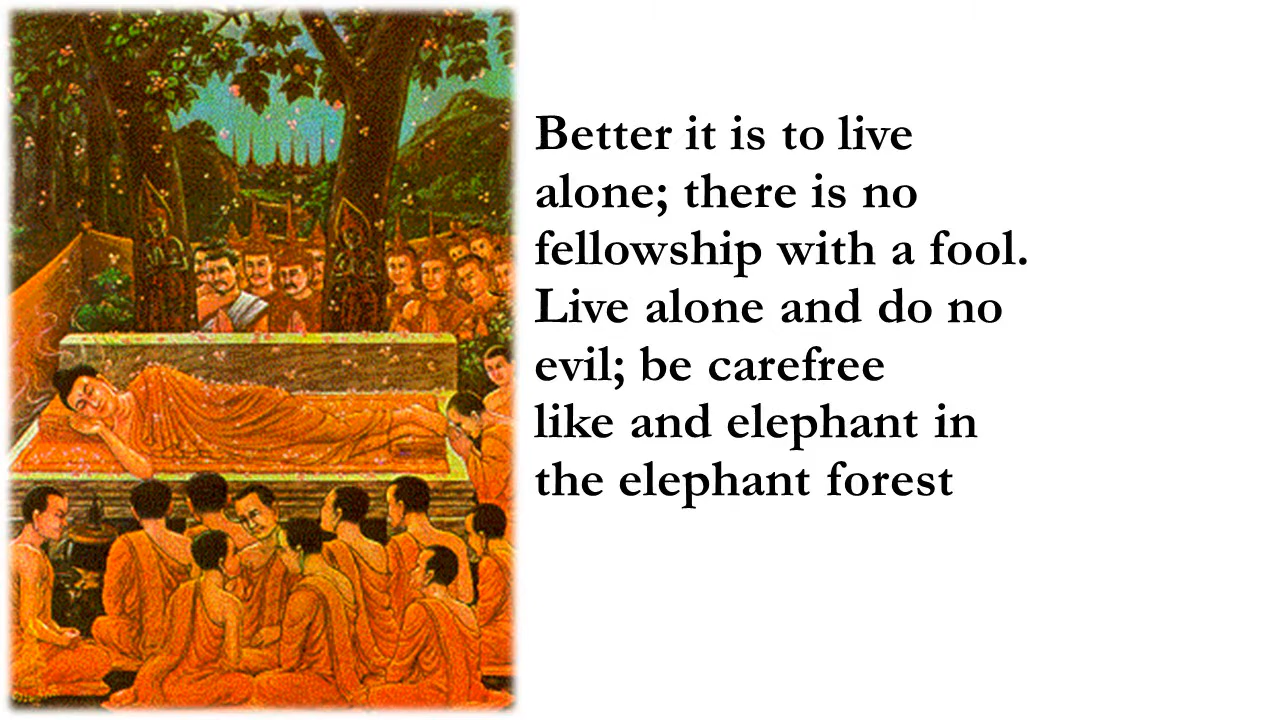 Better it is to live
alone; there is no
fellowship with a fool.
Live alone and do no
evil; be carefree
like and elephant in
the elephant forest